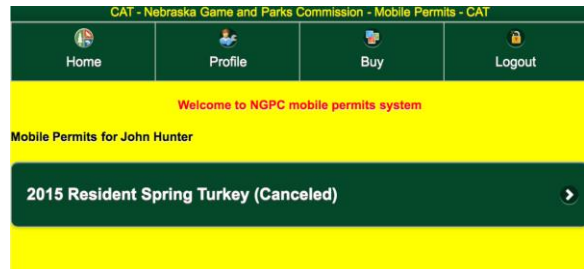 CAT - Nebraska Game and Parks Commission - Mobile Permits - CAT
Home Profile Buy Logout
Welcome to NGPC mobile permits system
Mobile Permits for John Hunter
2015 Resident Spring Turkey (Canceled)